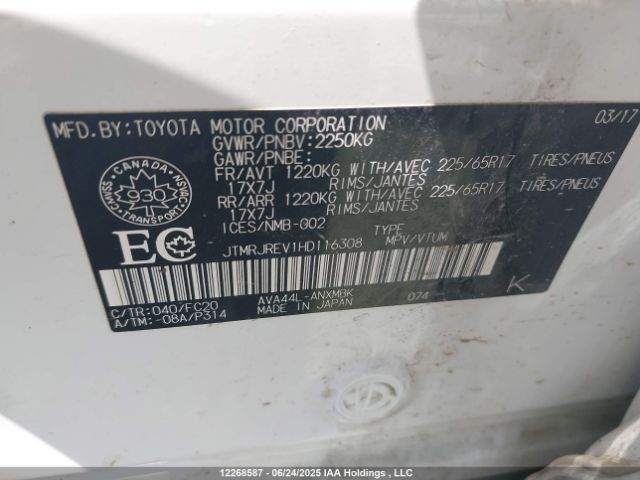 MFD. BY: TOYOTA MOTOR CORPORATION 03/17
GVWR/PNBV: 2250KG
GAWR/PNBE:
FR/AVT 1220KG WITH/AVEC 225/65R17 TIRES/PNEUS
17X7J RIMS/JANTES
RR/ARR 1220KG WITH/AVEC 225/65R17 TIRES/PNEUS
17X7J RIMS/JANTES
ICES/NMB-002
CANADA
930
TRANSPORT
NSVAC
EC
JTMRJREV1HD116308
TYPE
MPV/VTUM
C/TR: 040/FC20 AVA44L-ANXMBK 074 K
A/TM: -08A/P314 MADE IN JAPAN
12268587 - 06/24/2025 IAA Holdings, LLC